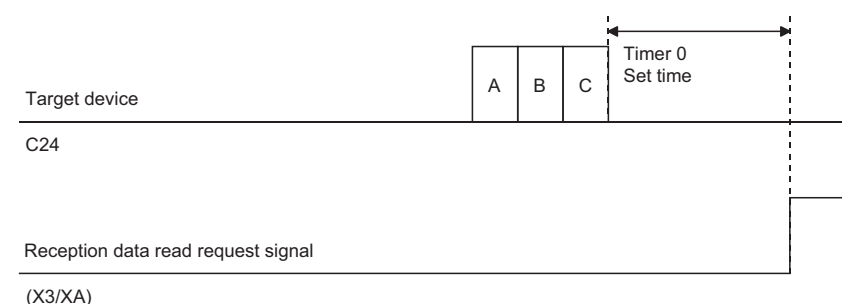 Timer 0
Set time
A B C
Target device
C24
Reception data read request signal
(X3/XA)